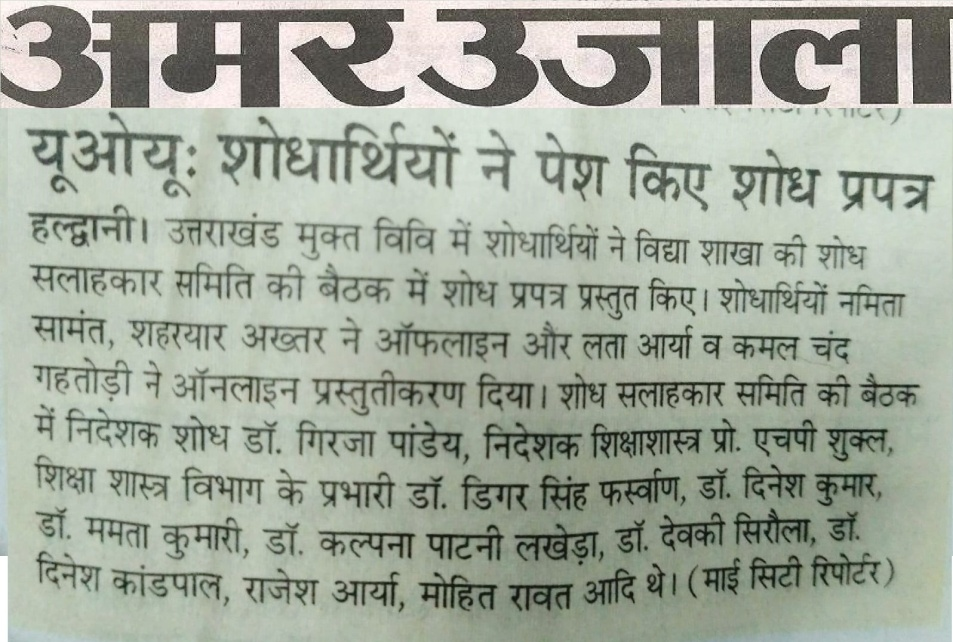 अमर उजाला
यूओयू: शोधार्थियों ने पेश किए शोध प्रपत्र
हल्द्वानी। उत्तराखंड मुक्त विवि में शोधार्थियों ने विद्या शाखा की शोध
सलाहकार समिति की बैठक में शोध प्रपत्र प्रस्तुत किए। शोधार्थियों नमिता
सामंत, शहरयार अख्तर ने ऑफलाइन और लता आर्या व कमल चंद
गहतोड़ी ने ऑनलाइन प्रस्तुतीकरण दिया। शोध सलाहकार समिति की बैठक
में निदेशक शोध डॉ. गिरजा पांडेय, निदेशक शिक्षाशास्त्र प्रो. एचपी शुक्ल,
शिक्षा शास्त्र विभाग के प्रभारी डॉ. डिगर सिंह फर्स्वाण, डॉ. दिनेश कुमार,
डॉ. ममता कुमारी, डॉ. कल्पना पाटनी लखेड़ा, डॉ. देवकी सिरौला, डॉ.
दिनेश कांडपाल, राजेश आर्या, मोहित रावत आदि थे। (माई सिटी रिपोर्टर)